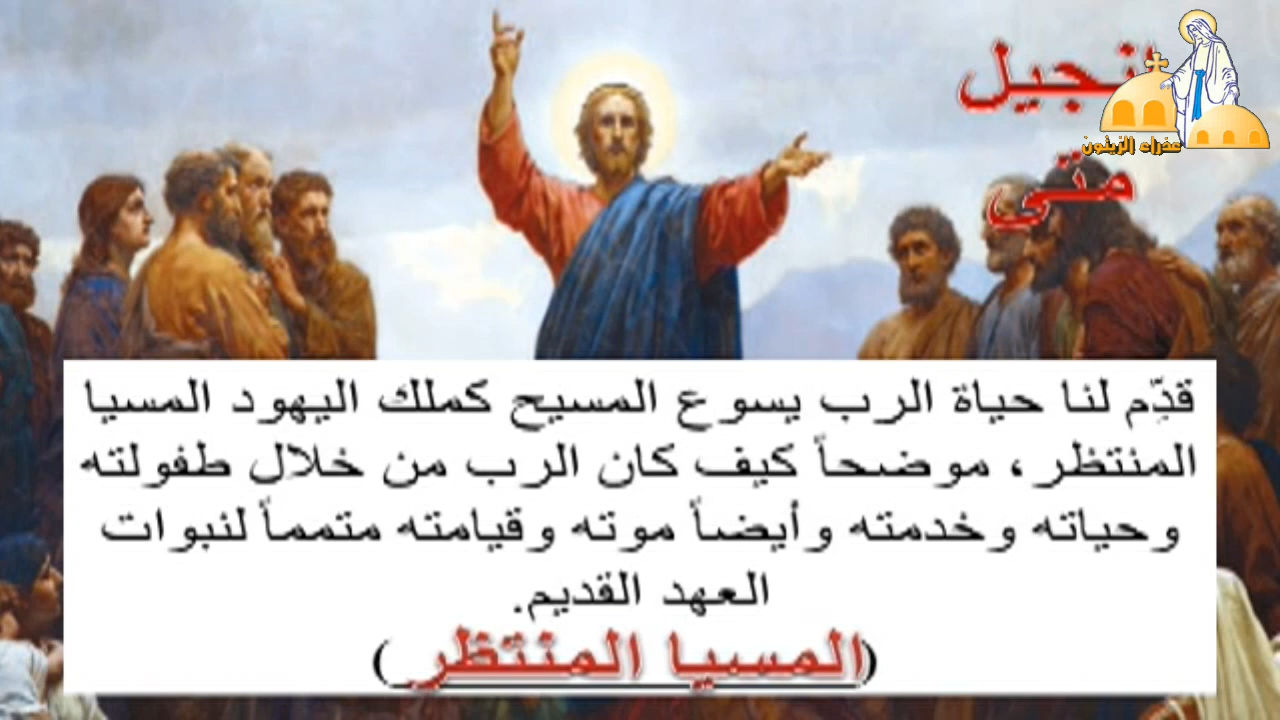 إنجيل
متى
عذراء الزيتون
قدِّم لنا حياة الرب يسوع المسيح كملك اليهود المسيا
المنتظر، موضحاً كيف كان الرب من خلال طفولته
وحياته وخدمته وأيضاً موته وقيامته متمماً لنبوات
العهد القديم.
(المسيا المنتظر)